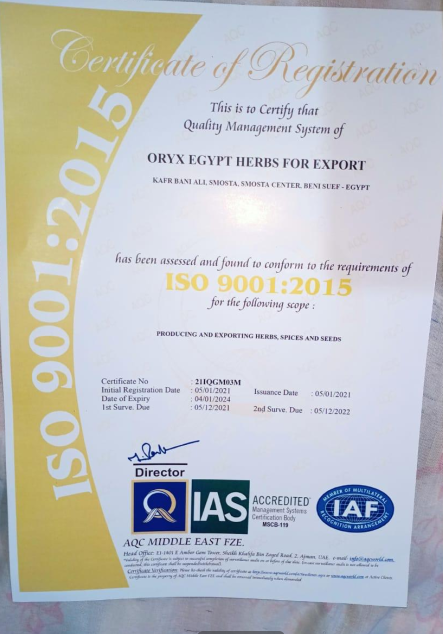 Certificate of Registration
ISO 9001:2015
This is to Certify that
Quality Management System of
ORYX EGYPT HERBS FOR EXPORT
KAFR BANI ALI, SMOSTA, SMOSTA CENTER, BENI SUEF - EGYPT
has been assessed and found to conform to the requirements of
ISO 9001:2015
for the following scope :
PRODUCING AND EXPORTING HERBS, SPICES AND SEEDS
Certificate No : 21IQGM03M
Initial Registration Date : 05/01/2021 Issuance Date : 05/01/2021
Date of Expiry : 04/01/2024
1st Surve. Due : 05/12/2021 2nd Surve. Due : 05/12/2022
Director
IAS
ACCREDITED
Management Systems
Certification Body
MSCB-119
MEMBER OF MULTILATERAL
IAF
RECOGNITION ARRANGEMENT
AQC MIDDLE EAST FZE.